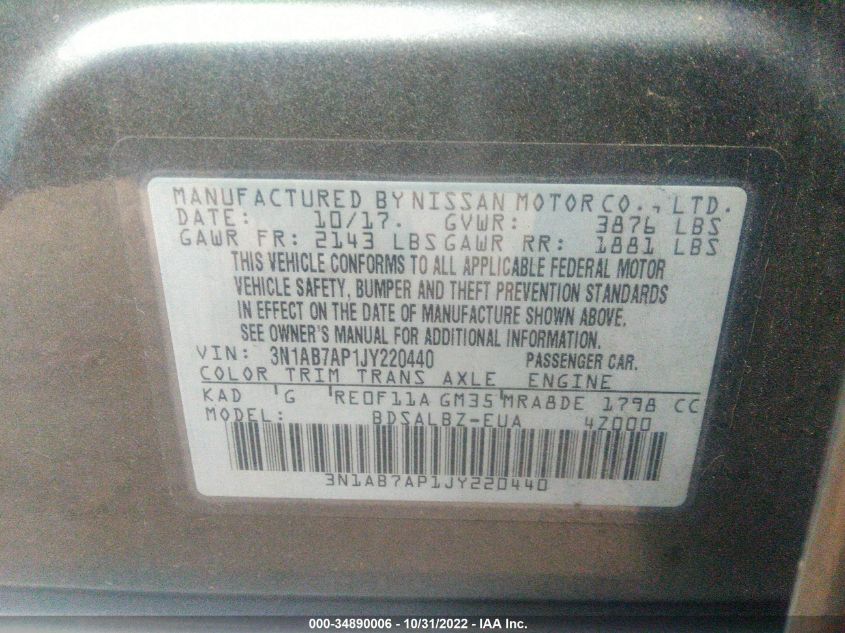 MANUFACTURED BY NISSAN MOTOR CO., LTD.
DATE: 10/17. GVWR: 3876 LBS
GAWR FR: 2143 LBS GAWR RR: 1881 LBS
THIS VEHICLE CONFORMS TO ALL APPLICABLE FEDERAL MOTOR
VEHICLE SAFETY, BUMPER AND THEFT PREVENTION STANDARDS
IN EFFECT ON THE DATE OF MANUFACTURE SHOWN ABOVE.
SEE OWNER'S MANUAL FOR ADDITIONAL INFORMATION.
VIN: 3N1AB7AP1JY220440 PASSENGER CAR.
COLOR TRIM TRANS AXLE ENGINE
KAD G RE0F11A GM35 MRA8DE 1798 CC
MODEL: BDSALBZ-EUA 4Z000
3N1AB7AP1JY220440
000-34890006 - 10/31/2022 - IAA Inc.